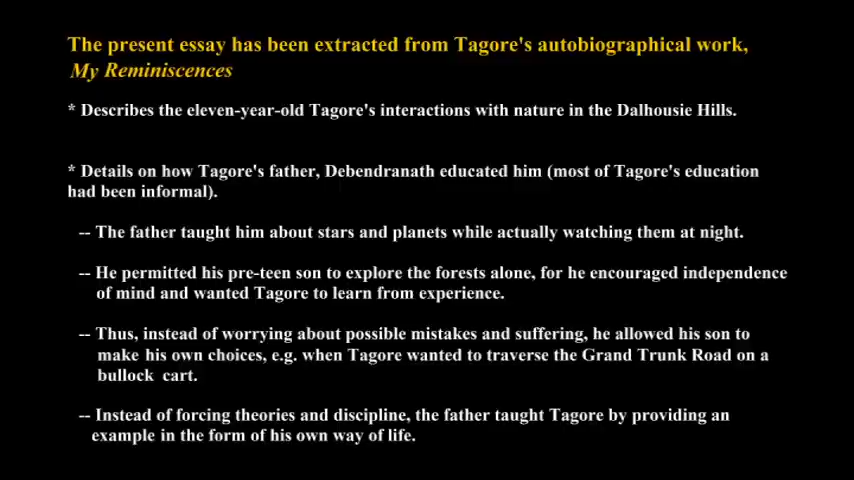 The present essay has been extracted from Tagore's autobiographical work,
My Reminiscences
* Describes the eleven-year-old Tagore's interactions with nature in the Dalhousie Hills.
* Details on how Tagore's father, Debendranath educated him (most of Tagore's education
had been informal).
-- The father taught him about stars and planets while actually watching them at night.
-- He permitted his pre-teen son to explore the forests alone, for he encouraged independence
of mind and wanted Tagore to learn from experience.
-- Thus, instead of worrying about possible mistakes and suffering, he allowed his son to
make his own choices, e.g. when Tagore wanted to traverse the Grand Trunk Road on a
bullock cart.
-- Instead of forcing theories and discipline, the father taught Tagore by providing an
example in the form of his own way of life.